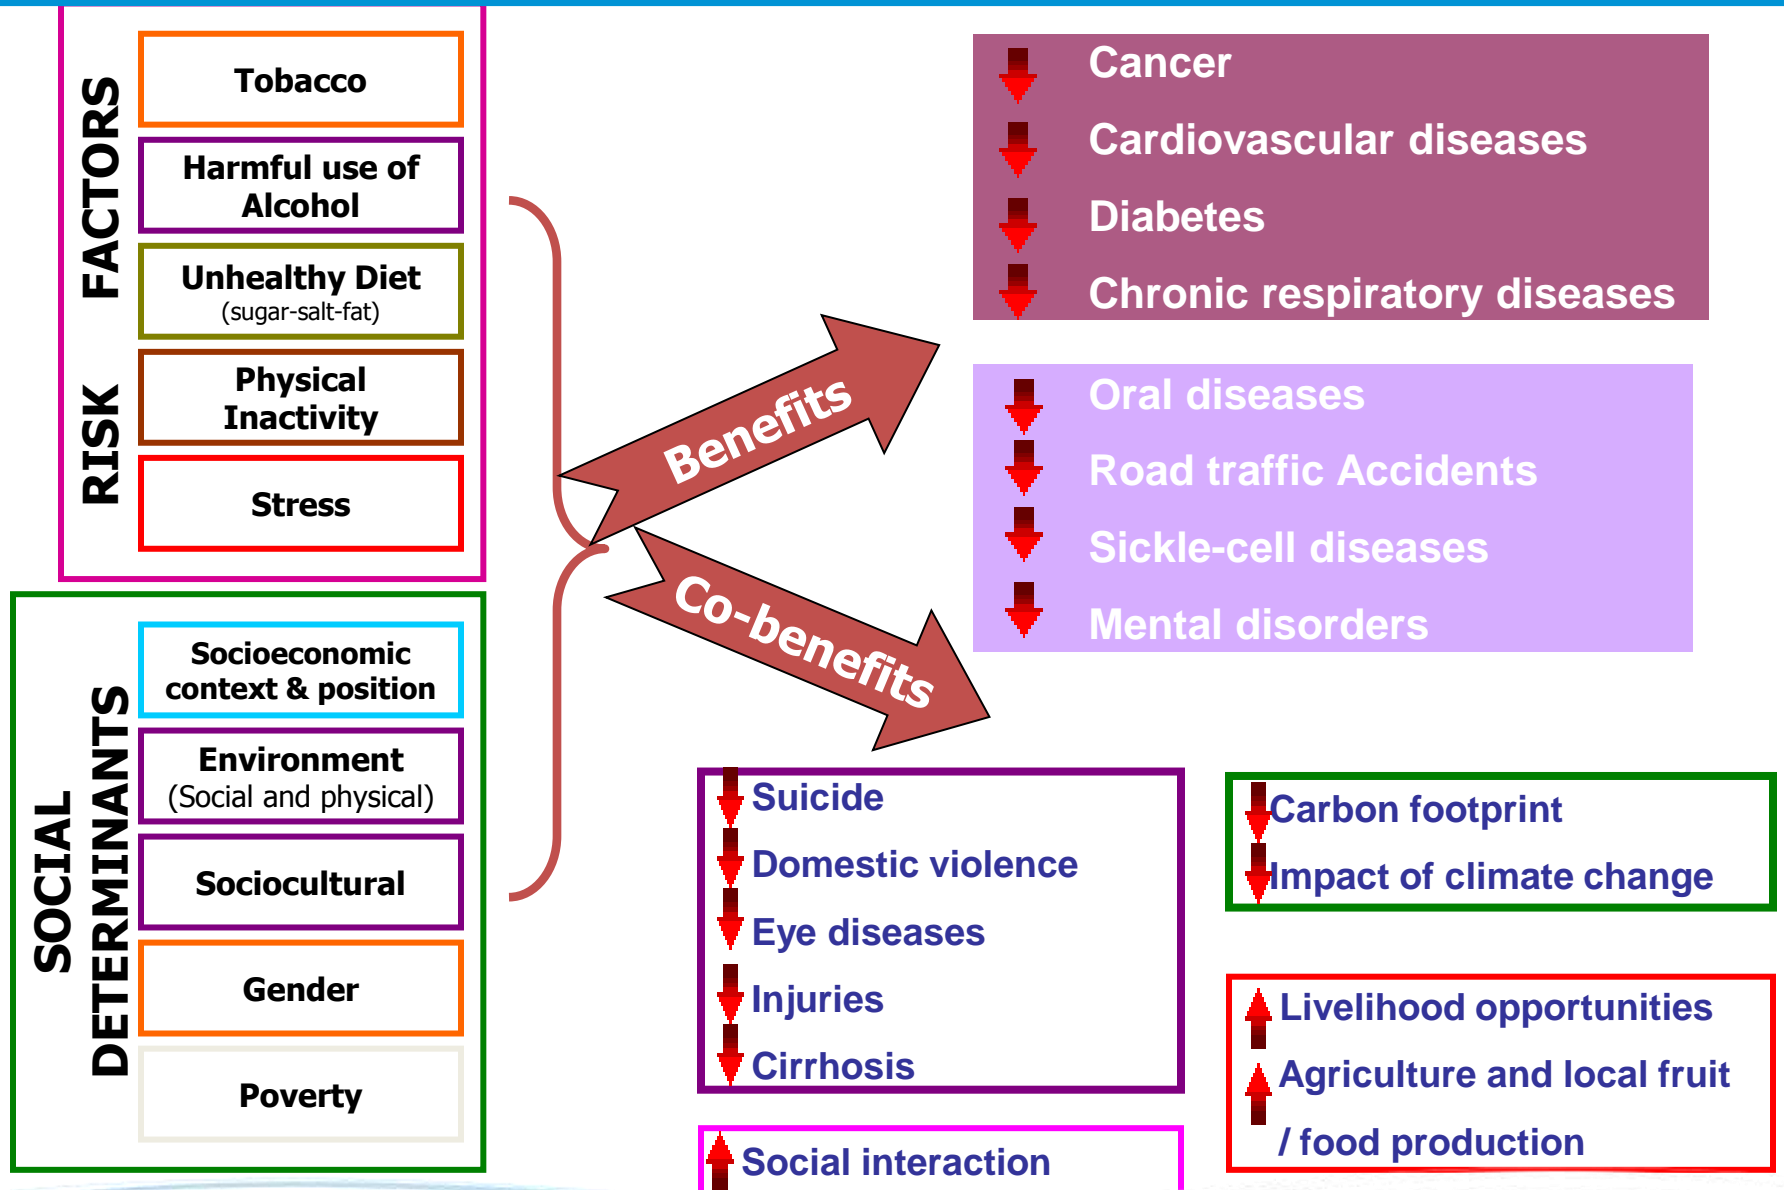 RISK FACTORS
Tobacco
Harmful use of
Alcohol
Unhealthy Diet
(sugar-salt-fat)
Physical
Inactivity
Stress
SOCIAL
DETERMINANTS
Socioeconomic
context & position
Environment
(Social and physical)
Sociocultural
Gender
Poverty
Benefits
Co-benefits
Cancer
Cardiovascular diseases
Diabetes
Chronic respiratory diseases
Oral diseases
Road traffic Accidents
Sickle-cell diseases
Mental disorders
Suicide
Domestic violence
Eye diseases
Injuries
Cirrhosis
Social interaction
Carbon footprint
Impact of climate change
Livelihood opportunities
Agriculture and local fruit
/ food production